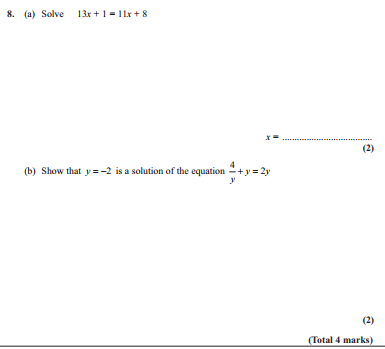 8. (a) Solve 13x + 1 = 11x + 8
x = ........................................
(2)
(b) Show that y = –2 is a solution of the equation 4/y + y = 2y
(2)
(Total 4 marks)